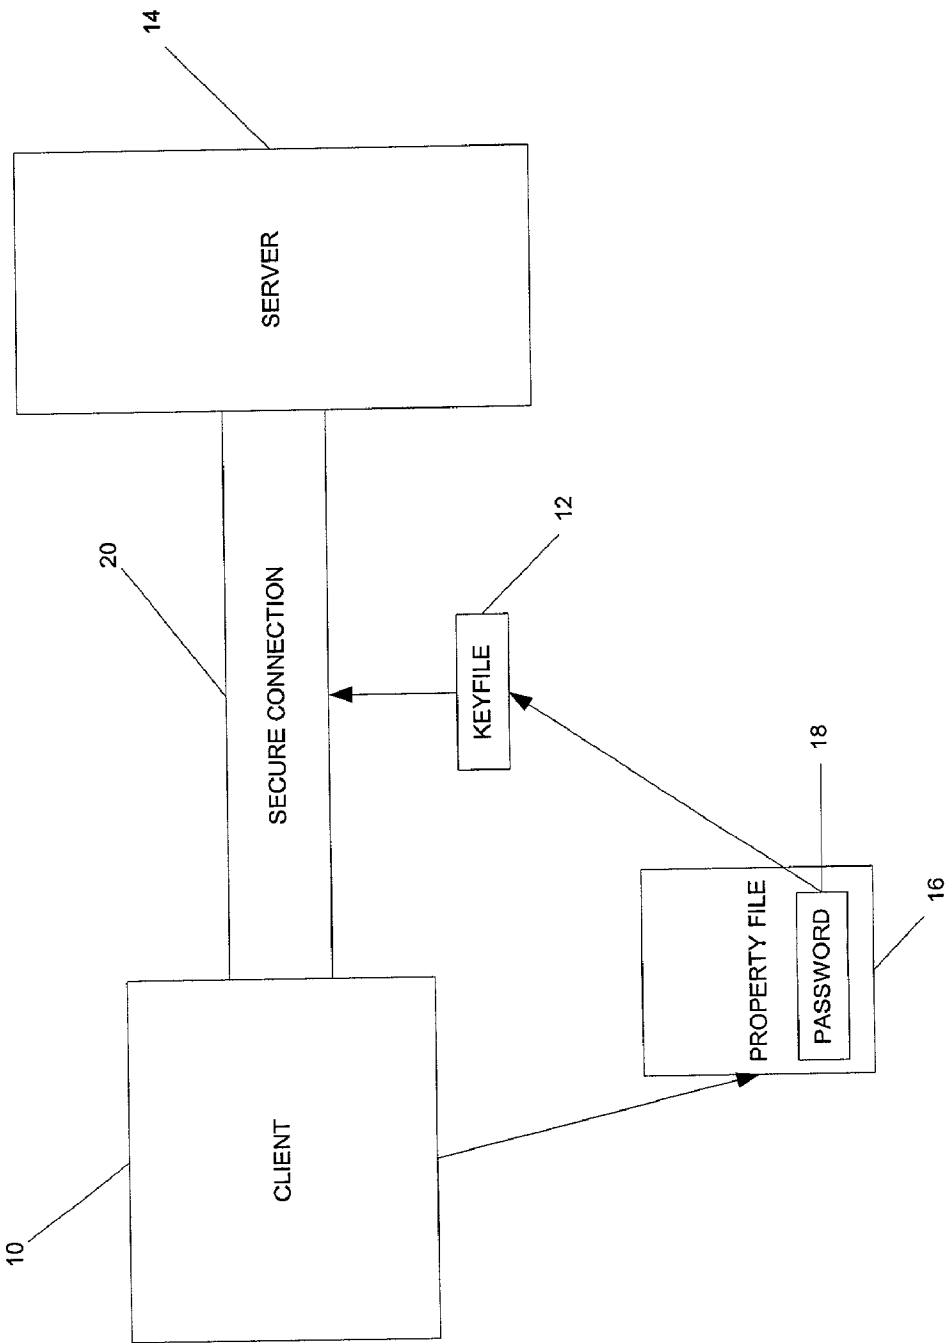 10
CLIENT
20
SECURE CONNECTION
14
SERVER
KEYFILE
12
PROPERTY FILE
PASSWORD
18
16